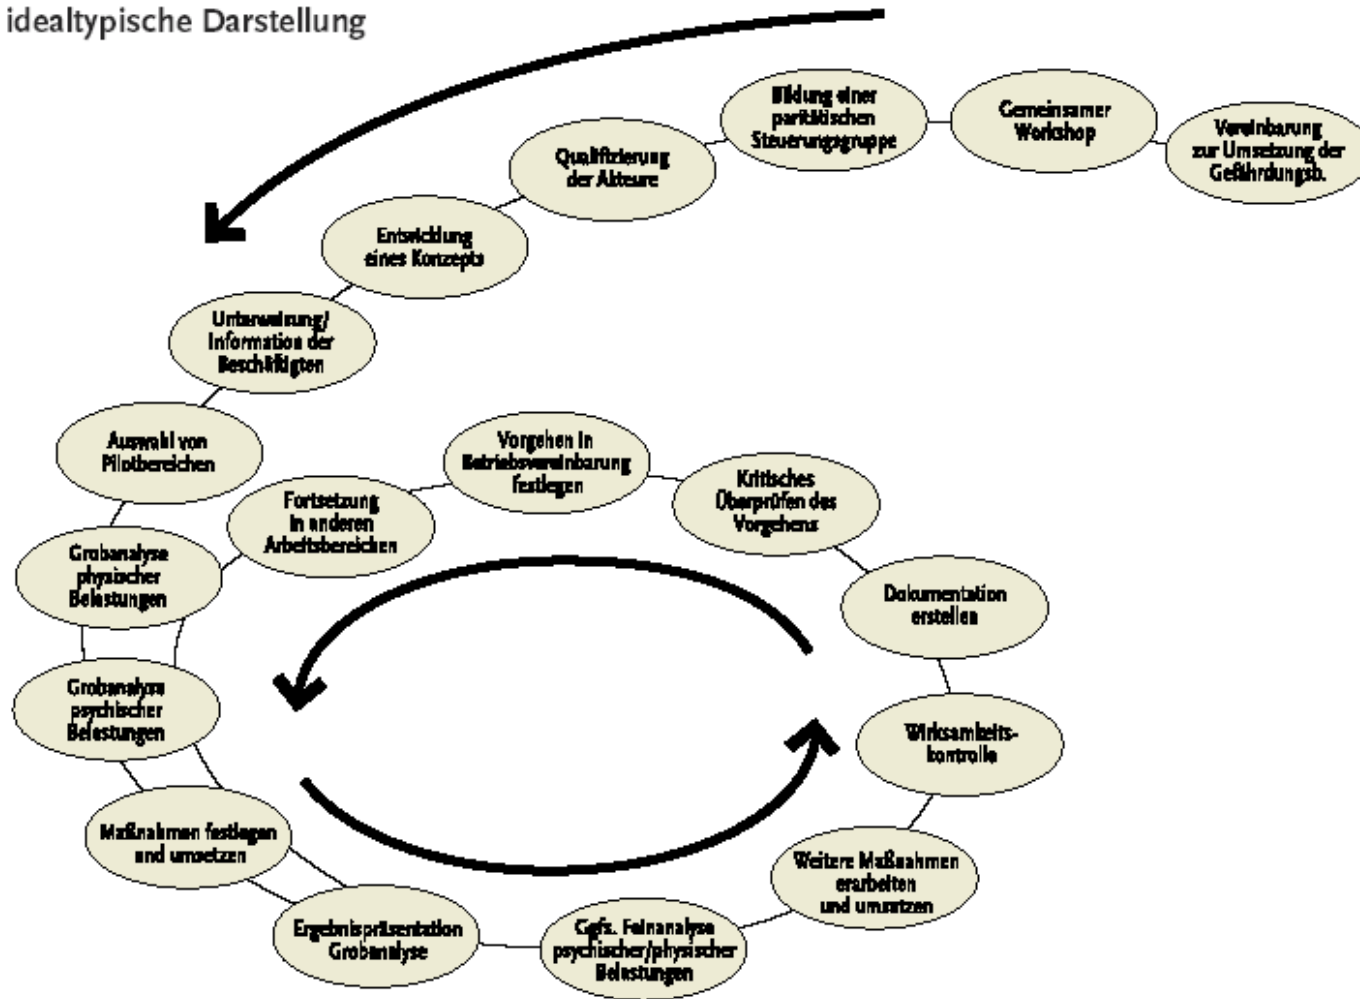 idealtypische Darstellung
Vereinbarung
zur Umsetzung der
Gefährdungsb.
Gemeinsamer
Workshop
Bildung einer
paritätischen
Steuerungsgruppe
Qualifizierung
der Akteure
Entwicklung
eines Konzepts
Unterweisung/
Information der
Beschäftigten
Auswahl von
Pilotbereichen
Grobanalyse
physischer
Belastungen
Grobanalyse
psychischer
Belastungen
Maßnahmen festlegen
und umsetzen
Ergebnispräsentation
Grobanalyse
Ggfs. Feinanalyse
psychischer/physischer
Belastungen
Weitere Maßnahmen
erarbeiten
und umsetzen
Wirksamkeits-
kontrolle
Dokumentation
erstellen
Kritisches
Überprüfen des
Vorgehens
Vorgehen in
Betriebsvereinbarung
festlegen
Fortsetzung
in anderen
Arbeitsbereichen